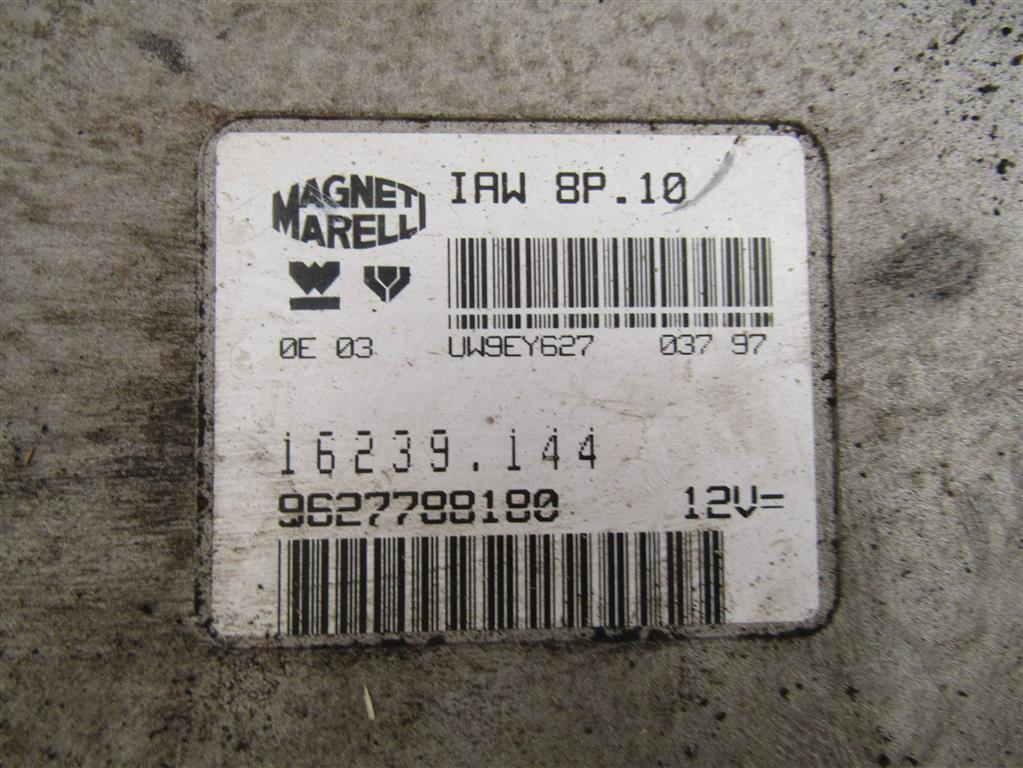 MAGNETI
MARELLI
IAW 8P.10
0E 03 UW9EY627 037 97
16239.144
9627788180 12V=